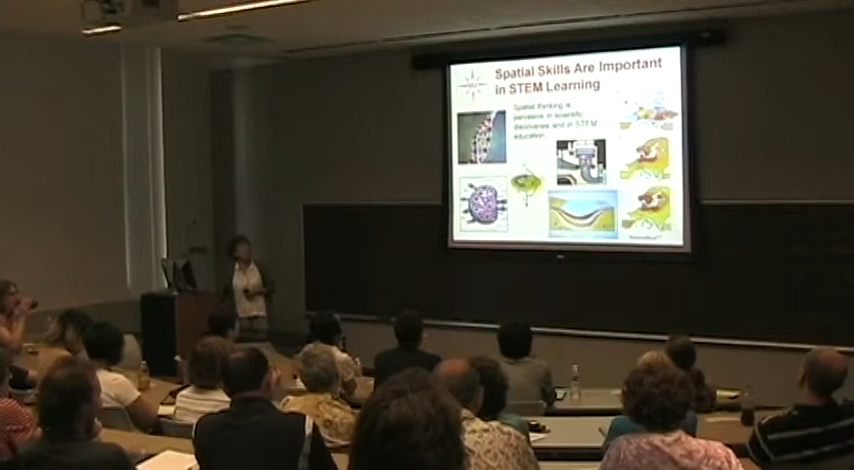 Spatial Skills Are Important
in STEM Learning
Spatial thinking is
pervasive in scientific
discoveries and in STEM
education